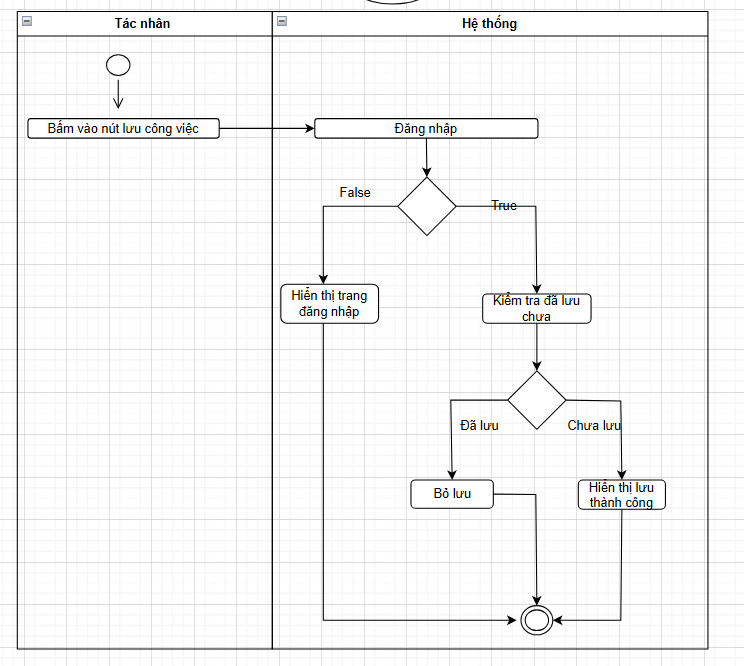 Tác nhân
Hệ thống
Bấm vào nút lưu công việc
Đăng nhập
False
True
Hiển thị trang
đăng nhập
Kiểm tra đã lưu
chưa
Đã lưu
Chưa lưu
Bỏ lưu
Hiển thị lưu
thành công